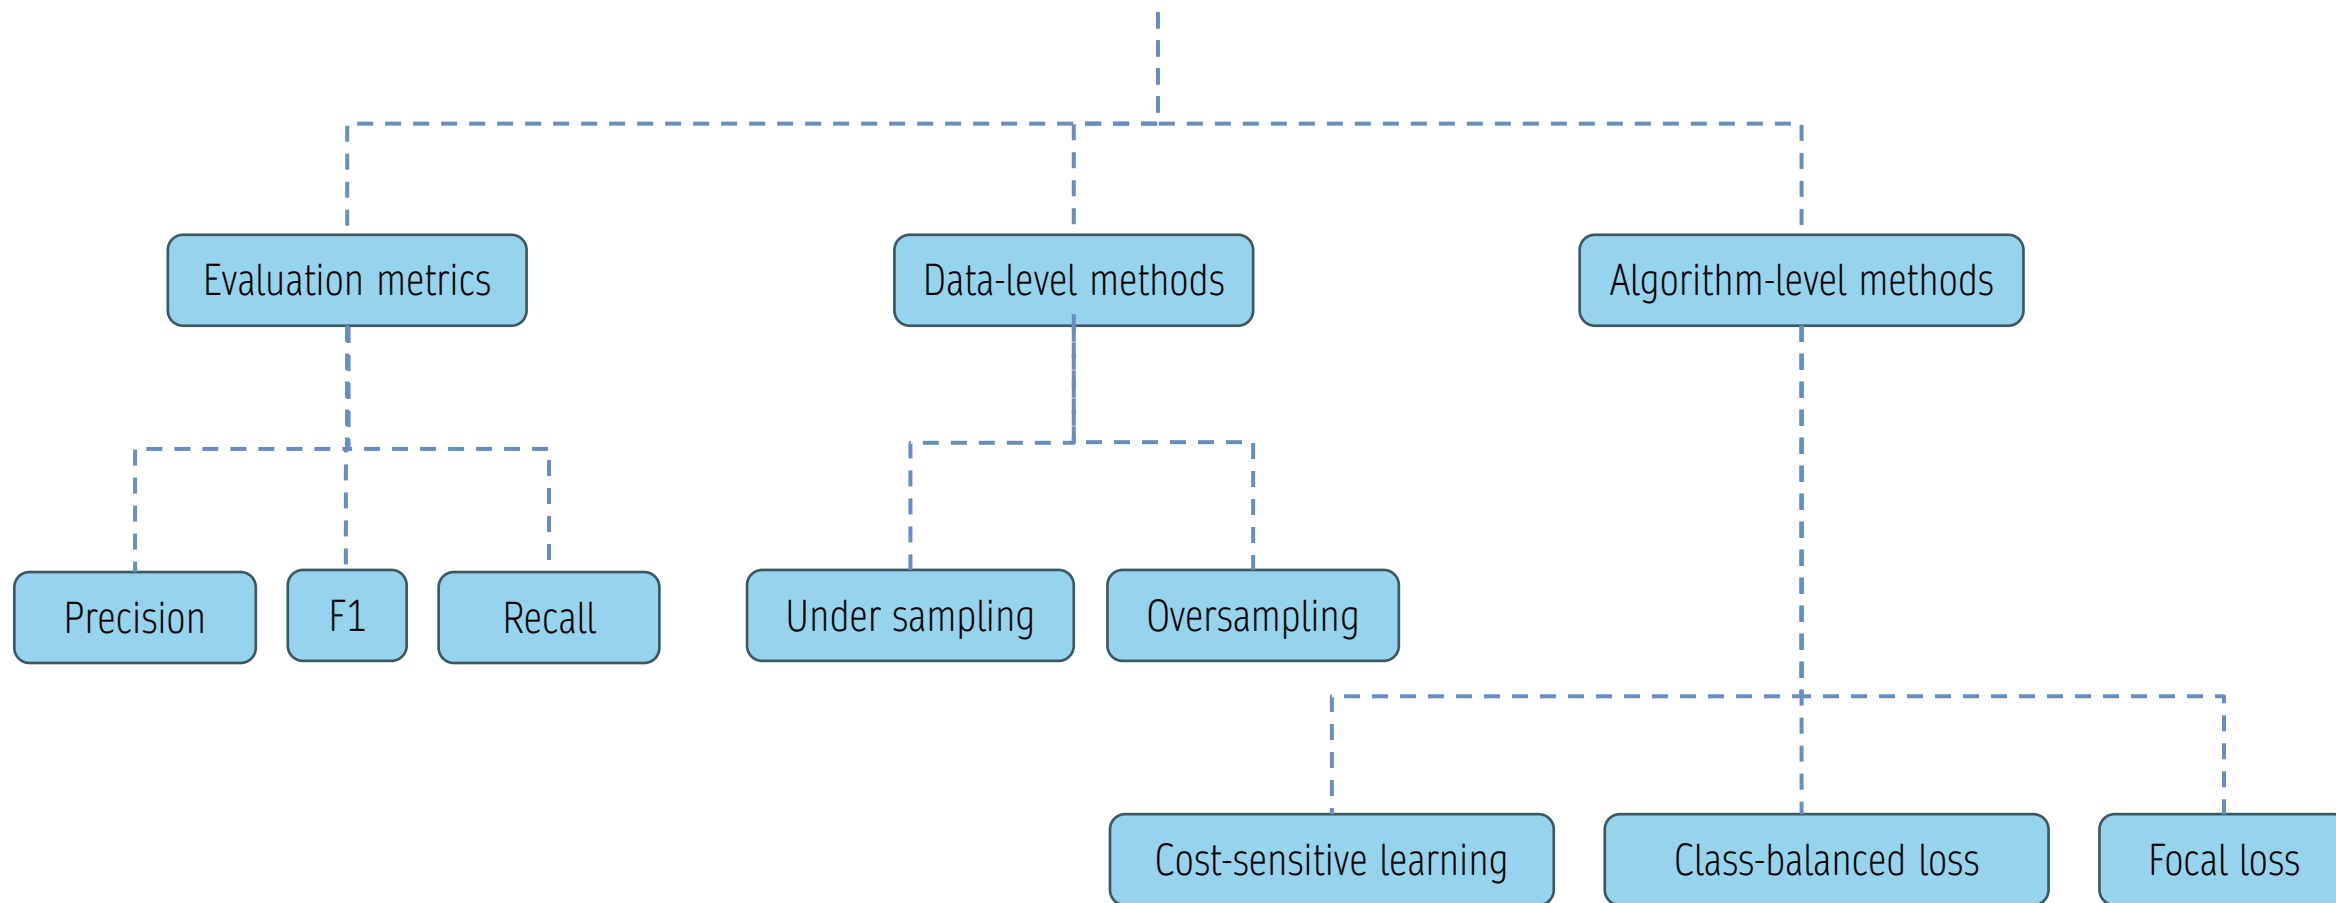 Evaluation metrics
Data-level methods
Algorithm-level methods
Precision
F1
Recall
Under sampling
Oversampling
Cost-sensitive learning
Class-balanced loss
Focal loss